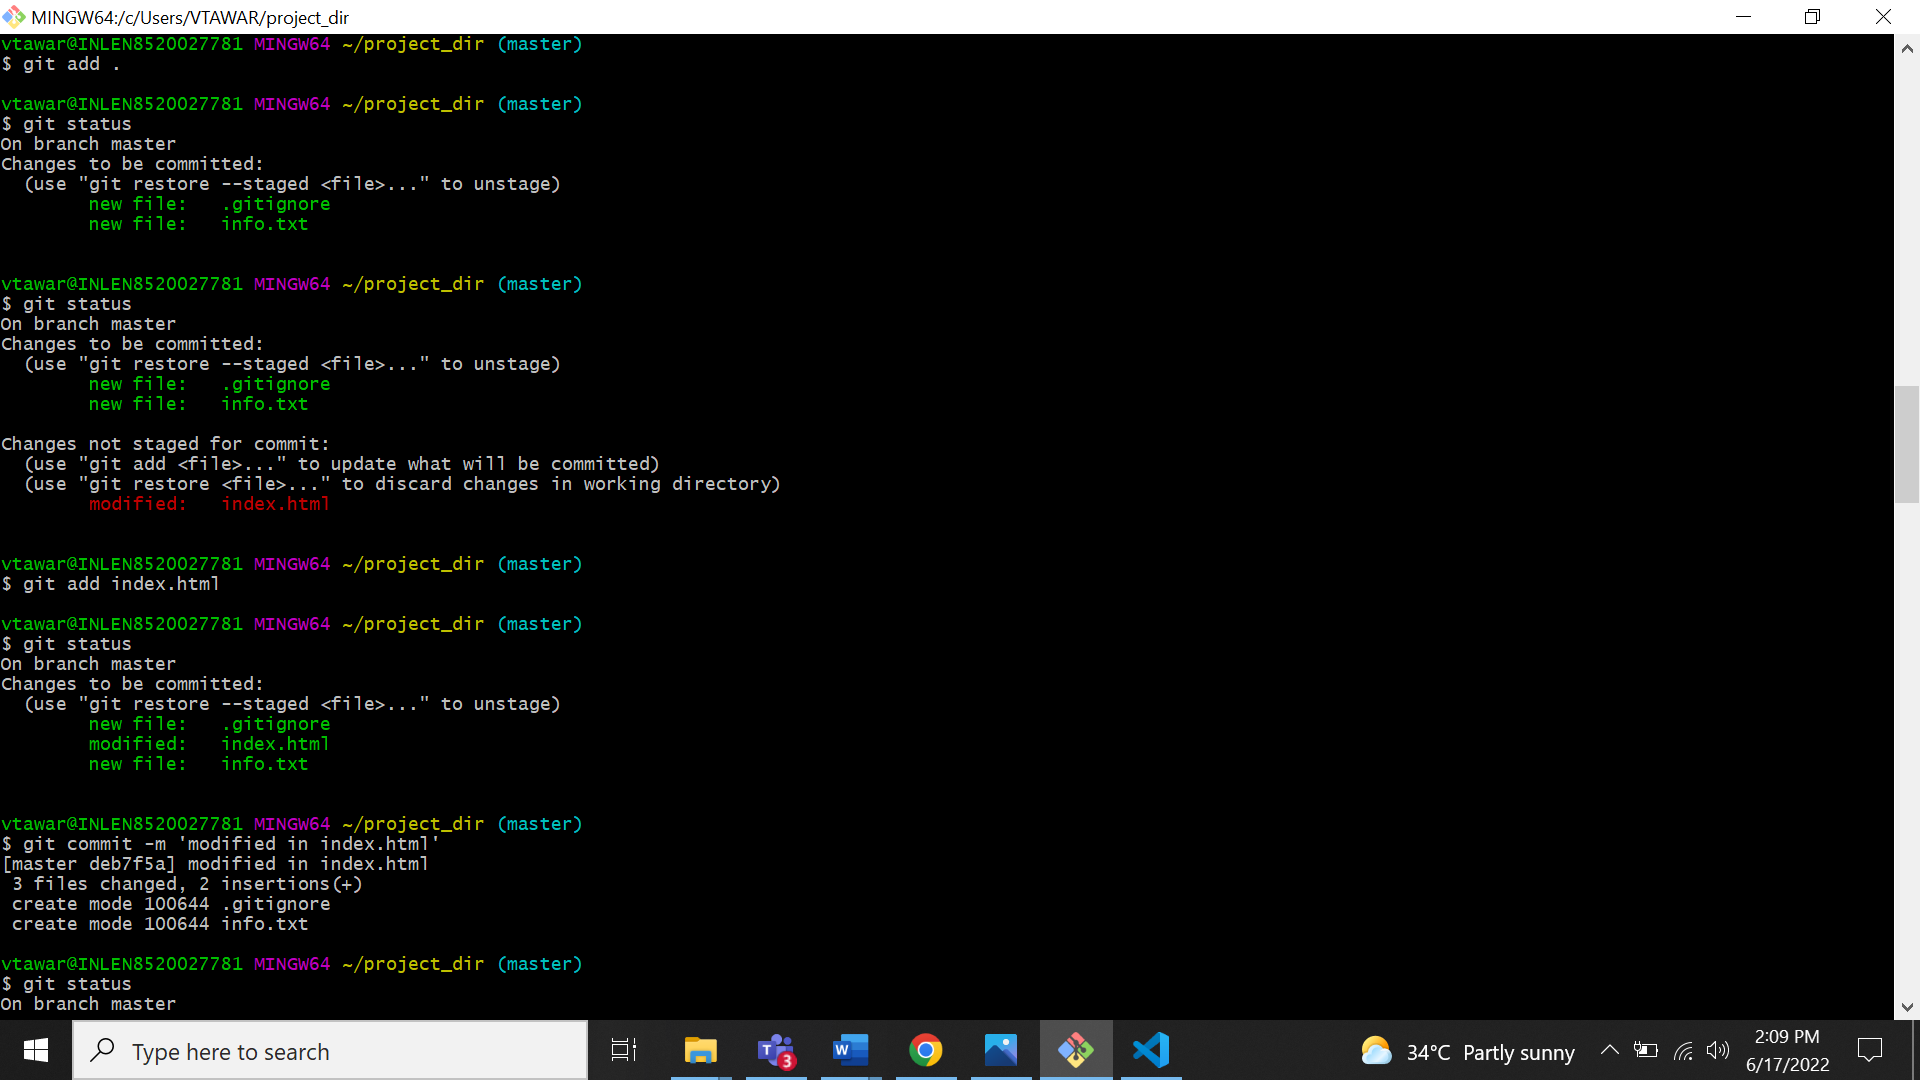 MINGW64:/c/Users/VTAWAR/project_dir
vtawar@INLEN8520027781 MINGW64 ~/project_dir (master)
$ git add .
vtawar@INLEN8520027781 MINGW64 ~/project_dir (master)
$ git status
On branch master
Changes to be committed:
  (use "git restore --staged <file>..." to unstage)
        new file:   .gitignore
        new file:   info.txt
vtawar@INLEN8520027781 MINGW64 ~/project_dir (master)
$ git status
On branch master
Changes to be committed:
  (use "git restore --staged <file>..." to unstage)
        new file:   .gitignore
        new file:   info.txt
Changes not staged for commit:
  (use "git add <file>..." to update what will be committed)
  (use "git restore <file>..." to discard changes in working directory)
        modified:   index.html
vtawar@INLEN8520027781 MINGW64 ~/project_dir (master)
$ git add index.html
vtawar@INLEN8520027781 MINGW64 ~/project_dir (master)
$ git status
On branch master
Changes to be committed:
  (use "git restore --staged <file>..." to unstage)
        new file:   .gitignore
        modified:   index.html
        new file:   info.txt
vtawar@INLEN8520027781 MINGW64 ~/project_dir (master)
$ git commit -m 'modified in index.html'
[master deb7f5a] modified in index.html
 3 files changed, 2 insertions(+)
 create mode 100644 .gitignore
 create mode 100644 info.txt
vtawar@INLEN8520027781 MINGW64 ~/project_dir (master)
$ git status
On branch master
Type here to search
3
34°C Partly sunny
2:09 PM
6/17/2022